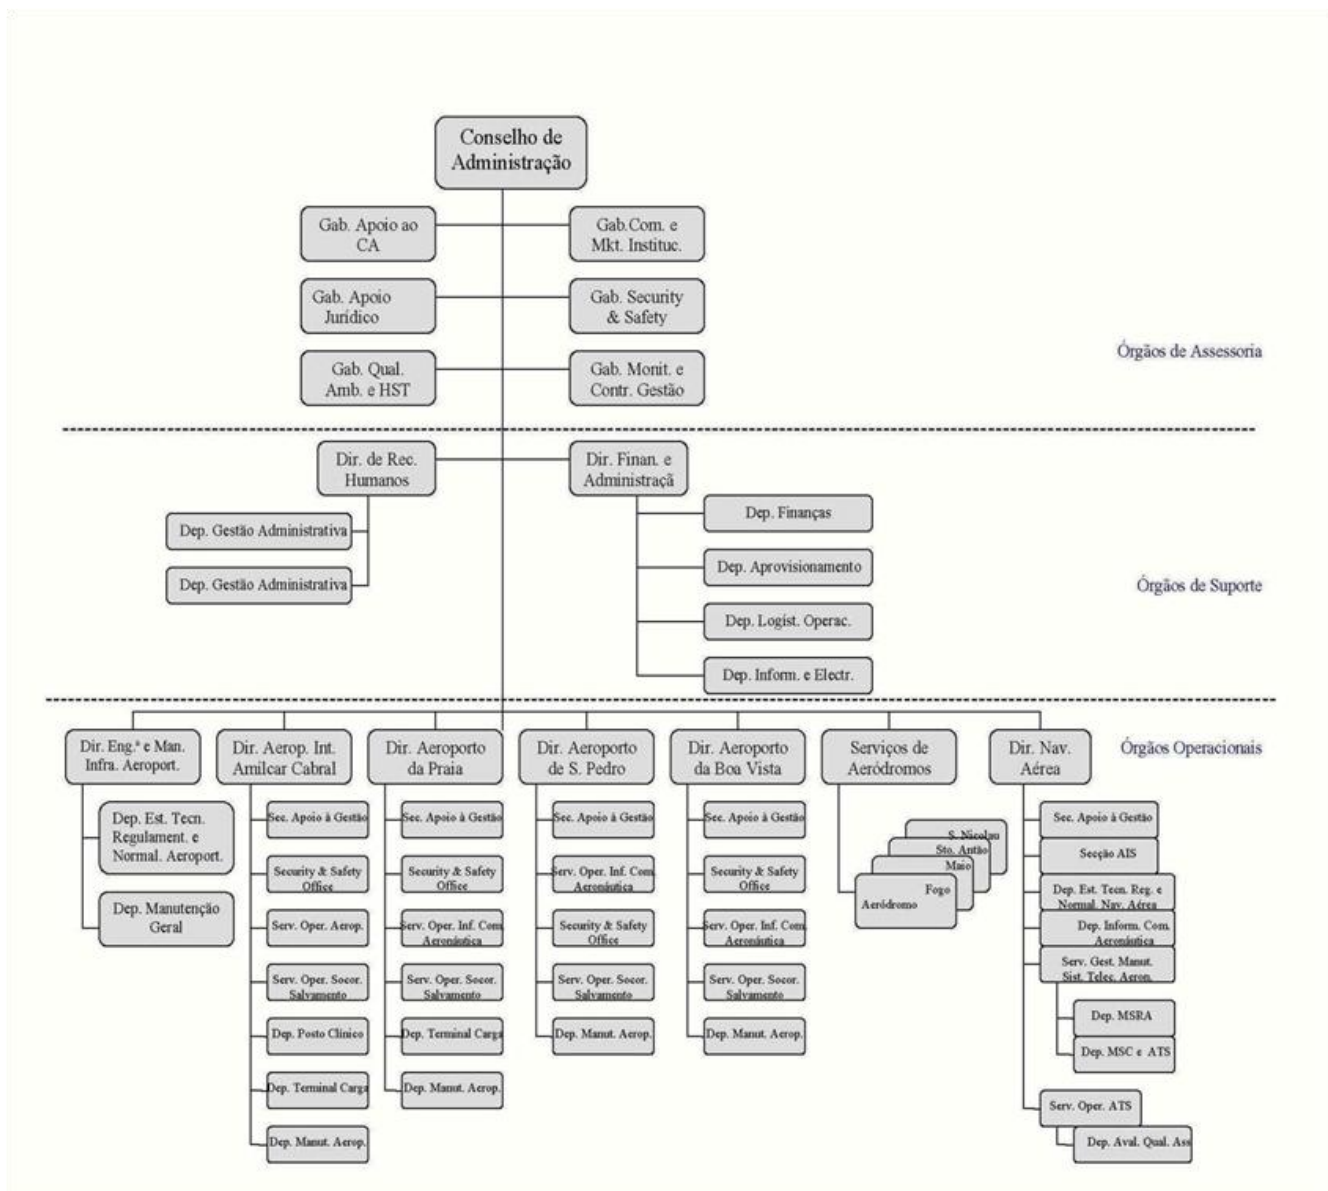 Conselho de
Administração
Gab. Apoio ao
CA
Gab.Com. e
Mkt. Instituc.
Gab. Apoio
Jurídico
Gab. Security
& Safety
Órgãos de Assessoria
Gab. Qual.
Amb. e HST
Gab. Monit. e
Contr. Gestão
Dir. de Rec.
Humanos
Dir. Finan. e
Administraçã
Dep. Gestão Administrativa
Dep. Gestão Administrativa
Dep. Finanças
Dep. Aprovisionamento
Dep. Logíst. Operac.
Dep. Inform. e Electr.
Órgãos de Suporte
Órgãos Operacionais
Dir. Eng.ª e Man.
Infra. Aeroport.
Dep. Est. Tecn.
Regulament. e
Normal. Aeroport.
Dep. Manutenção
Geral
Dir. Aerop. Int.
Amilcar Cabral
Sec. Apoio à Gestão
Security & Safety
Office
Serv. Oper. Aerop.
Serv. Oper. Socor.
Salvamento
Dep. Posto Clínico
Dep. Terminal Carga
Dep. Manut. Aerop.
Dir. Aeroporto
da Praia
Sec. Apoio à Gestão
Security & Safety
Office
Serv. Oper. Inf. Com.
Aeronáutica
Serv. Oper. Socor.
Salvamento
Dep. Terminal Carga
Dep. Manut. Aerop.
Dir. Aeroporto
de S. Pedro
Sec. Apoio à Gestão
Serv. Oper. Inf. Com.
Aeronáutica
Security & Safety
Office
Serv. Oper. Socor.
Salvamento
Dep. Manut. Aerop.
Dir. Aeroporto
da Boa Vista
Sec. Apoio à Gestão
Security & Safety
Office
Serv. Oper. Inf. Com.
Aeronáutica
Serv. Oper. Socor.
Salvamento
Dep. Manut. Aerop.
Serviços de
Aeródromos
S. Nicolau
Sto. Antão
Maio
Fogo
Aeródromo
Dir. Nav.
Aérea
Sec. Apoio à Gestão
Secção AIS
Dep. Est. Tecn. Reg. e
Normal. Nav. Aérea
Dep. Inform. Com.
Aeronáutica
Serv. Gest. Manut.
Sist. Telec. Aeron.
Dep. MSRA
Dep. MSC e ATS
Serv. Oper. ATS
Dep. Aval. Qual. Ass